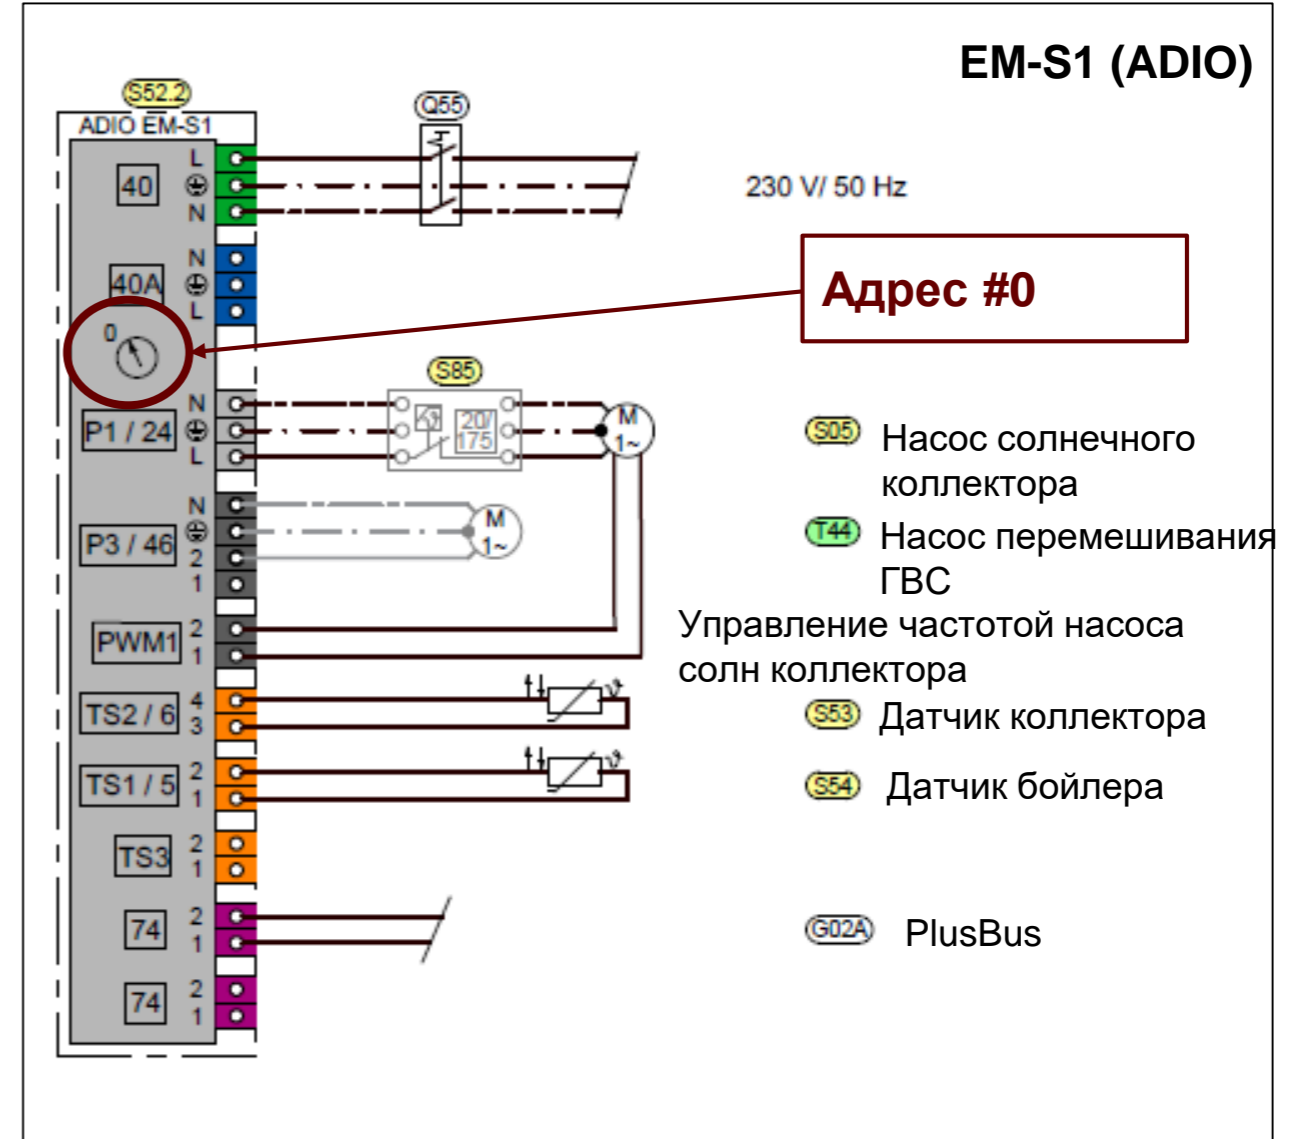 EM-S1 (ADIO)
S52.2
ADIO EM-S1
Q55
40
L
N
230 V/ 50 Hz
40A
N
L
Адрес #0
0
S85
P1 / 24
N
L
20/
175
M
1~
S05 Насос солнечного
коллектора
P3 / 46
N
2
1
M
1~
T44 Насос перемешивания
ГВС
PWM1
2
1
Управление частотой насоса
солн коллектора
TS2 / 6
4
3
ϑ
S53 Датчик коллектора
TS1 / 5
2
1
ϑ
S54 Датчик бойлера
TS3
2
1
74
2
1
G02A PlusBus
74
2
1